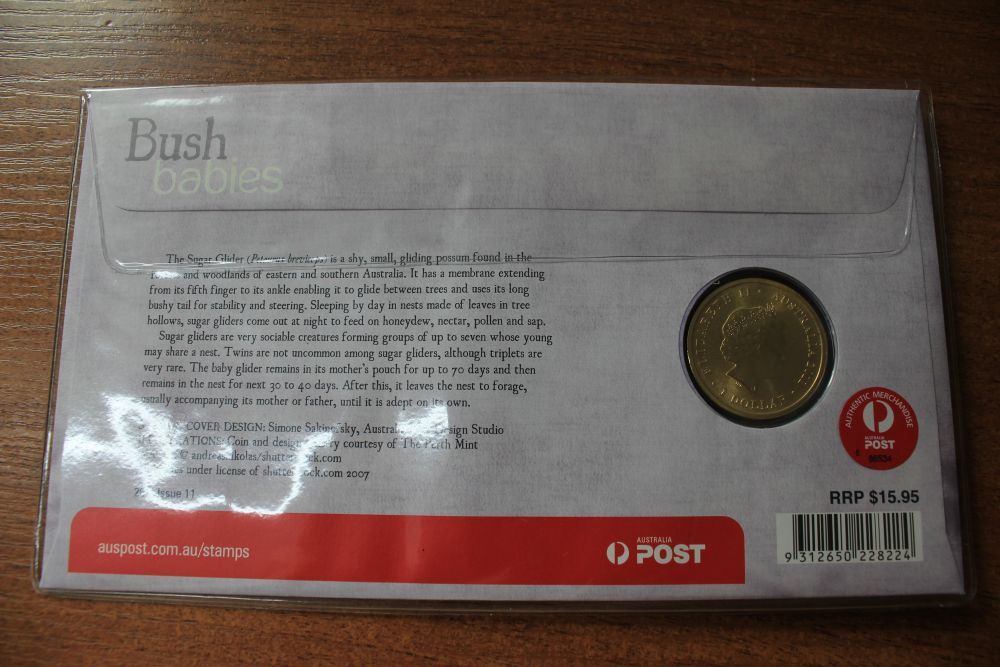 Bush
babies
The Sugar Glider (Petaurus breviceps) is a shy, small, gliding possum found in the
and woodlands of eastern and southern Australia. It has a membrane extending
from its fifth finger to its ankle enabling it to glide between trees and uses its long
bushy tail for stability and steering. Sleeping by day in nests made of leaves in tree
hollows, sugar gliders come out at night to feed on honeydew, nectar, pollen and sap.
Sugar gliders are very sociable creatures forming groups of up to seven whose young
may share a nest. Twins are not uncommon among sugar gliders, although triplets are
very rare. The baby glider remains in its mother's pouch for up to 70 days and then
remains in the nest for next 30 to 40 days. After this, it leaves the nest to forage,
usually accompanying its mother or father, until it is adept on its own.
COVER DESIGN: Simone Sakinofsky, Design Studio
Coin and design courtesy of The Perth Mint
© andreas
under license of 2007
Issue 11
ELIZABETH II AUSTRALIA
1 DOLLAR
AUTHENTIC MERCHANDISE
AUSTRALIA
POST
RRP $15.95
auspost.com.au/stamps
AUSTRALIA
POST
9 312650 228224